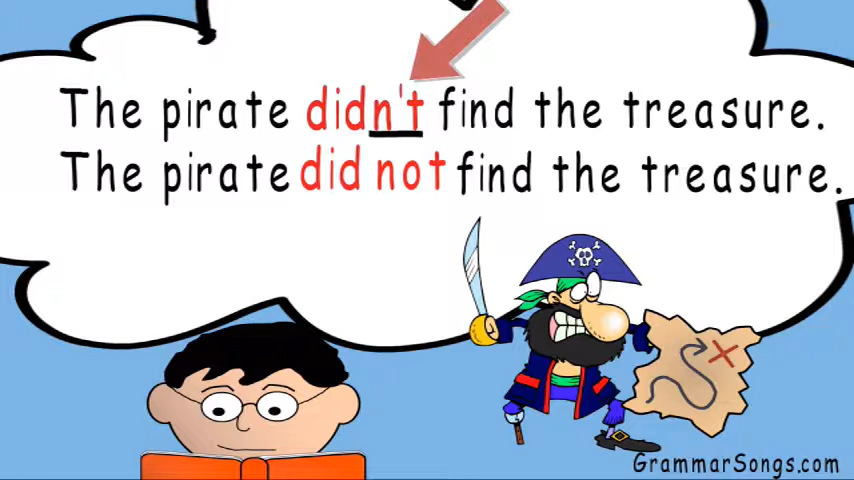 The pirate didn't find the treasure.
The pirate did not find the treasure.
GrammarSongs.com